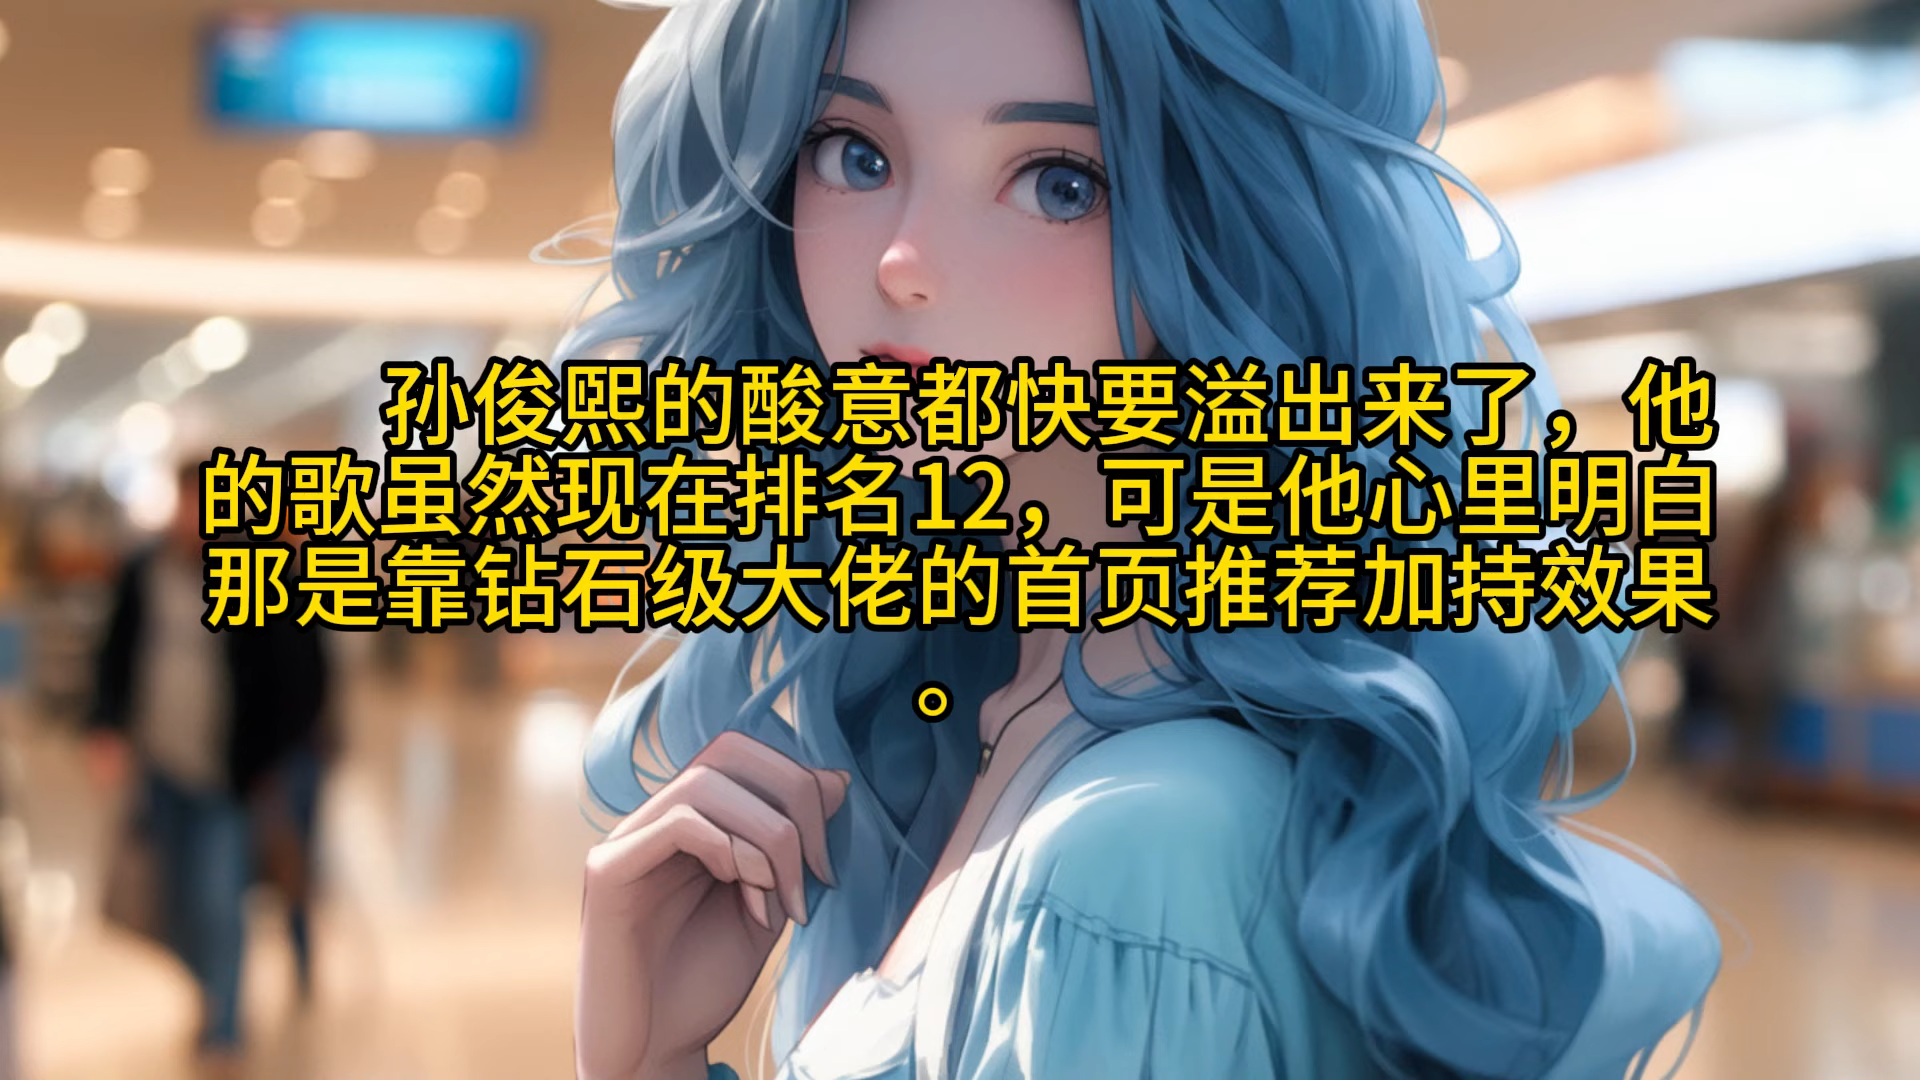 孙俊熙的酸意都快要溢出来了，他
的歌虽然现在排名12，可是他心里明白
那是靠钻石级大佬的首页推荐加持效果
。